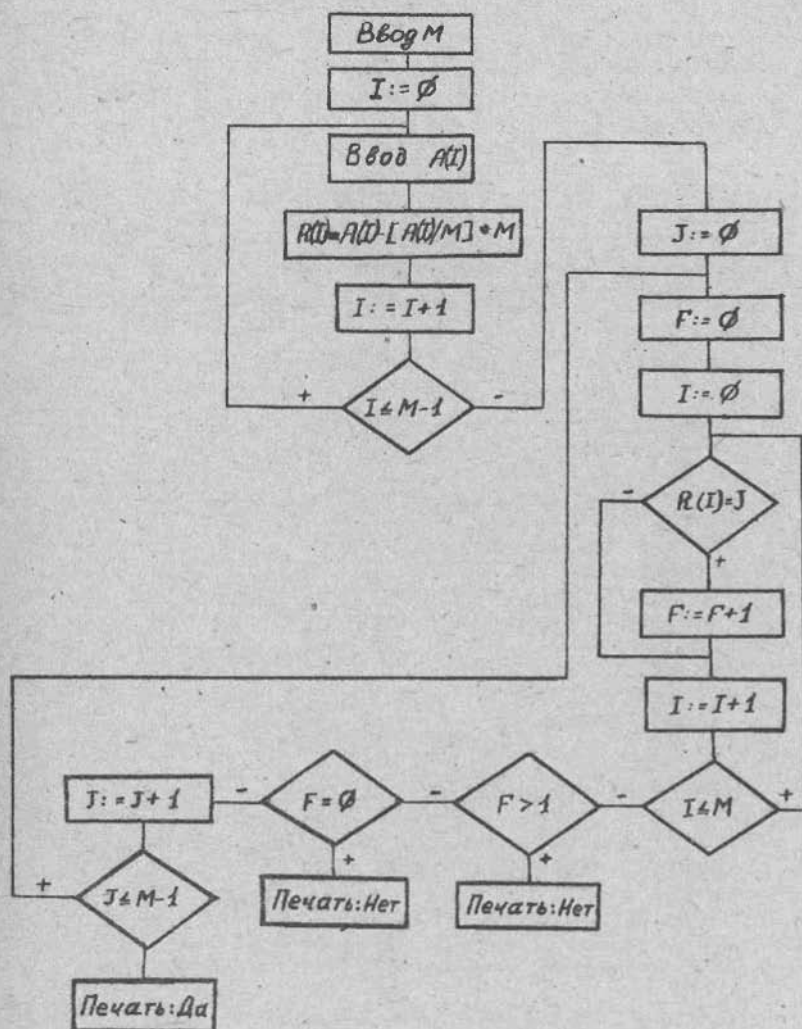 Ввод M
I:=Ø
Ввод A(I)
R(I)=A(I)-[A(I)/M]*M
I:=I+1
+
I≤M-1
-
J:=Ø
F:=Ø
I:=Ø
-
R(I)=J
+
F:=F+1
I:=I+1
J:=J+1
-
F=Ø
-
F>1
-
I≤M
+
+
+
+
J≤M-1
Печать:Нет
Печать:Нет
Печать:Да